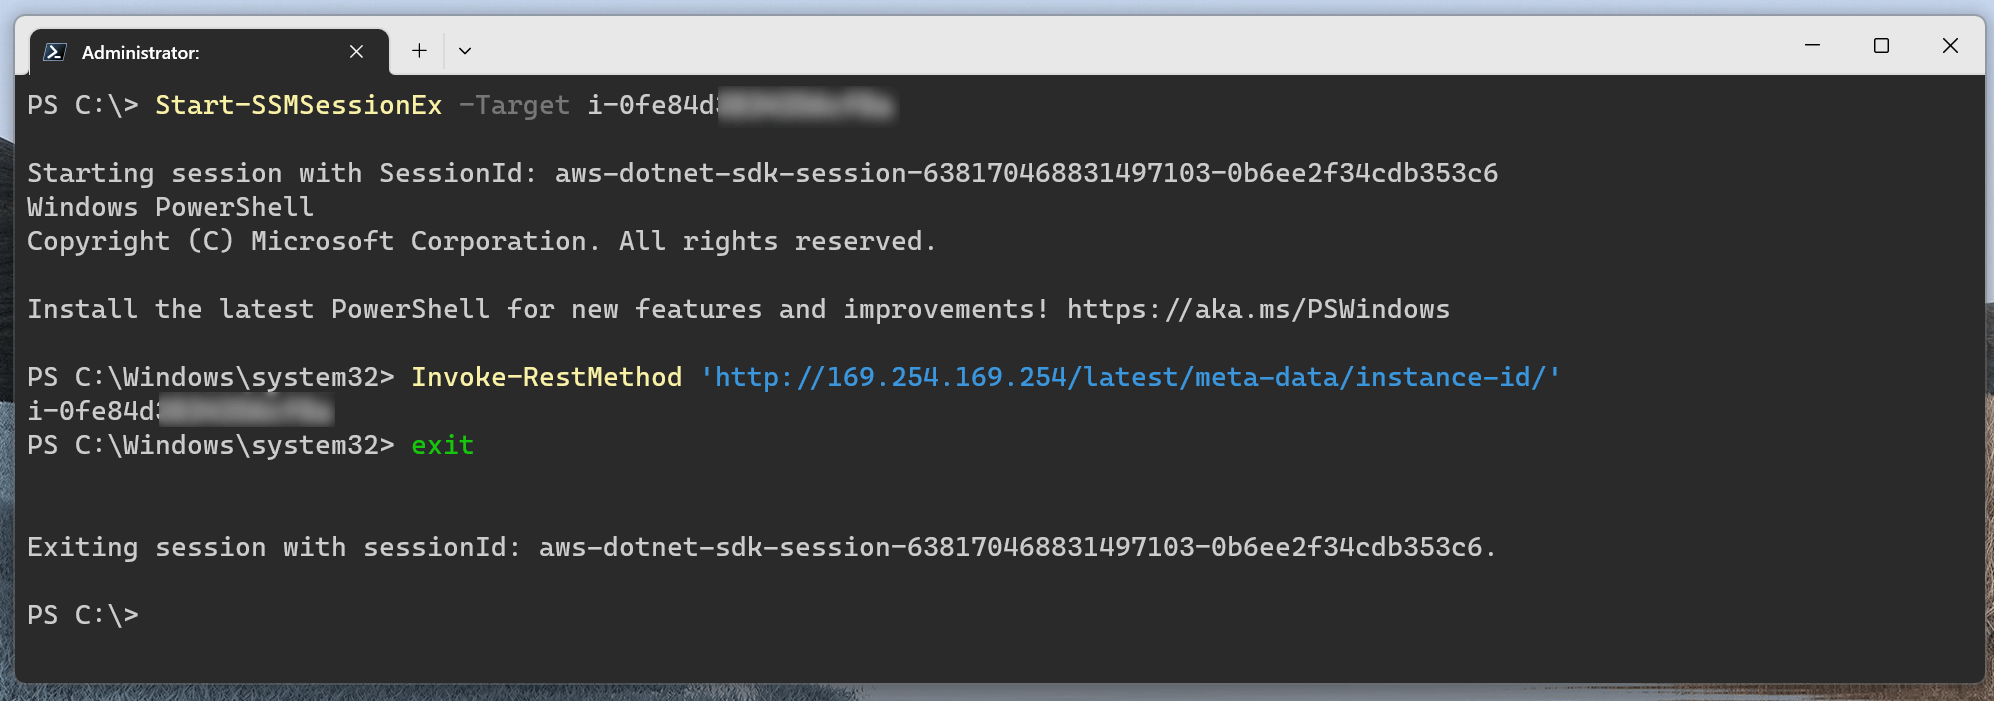 Administrator:
PS C:\> Start-SSMSessionEx -Target i-0fe84d
Starting session with SessionId: aws-dotnet-sdk-session-638170468831497103-0b6ee2f34cdb353c6
Windows PowerShell
Copyright (C) Microsoft Corporation. All rights reserved.
Install the latest PowerShell for new features and improvements! https://aka.ms/PSWindows
PS C:\Windows\system32> Invoke-RestMethod 'http://169.254.169.254/latest/meta-data/instance-id/'
i-0fe84d
PS C:\Windows\system32> exit
Exiting session with sessionId: aws-dotnet-sdk-session-638170468831497103-0b6ee2f34cdb353c6.
PS C:\>